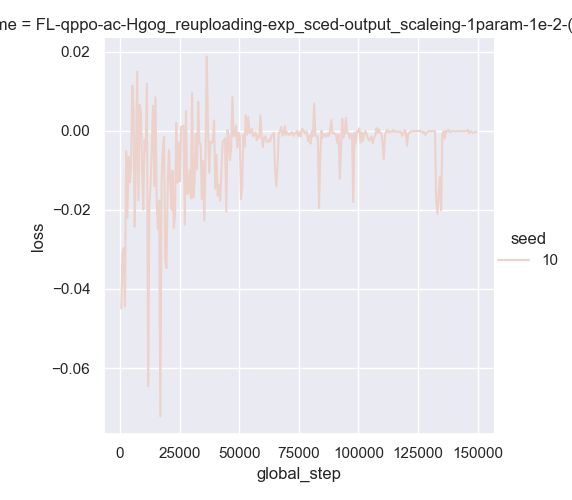 me = FL-qppo-ac-Hgog_reuploading-exp_sced-output_scaleing-1param-1e-2-(
0.02
0.00
−0.02
−0.04
−0.06
loss
0 25000 50000 75000 100000 125000 150000
global_step
seed
10